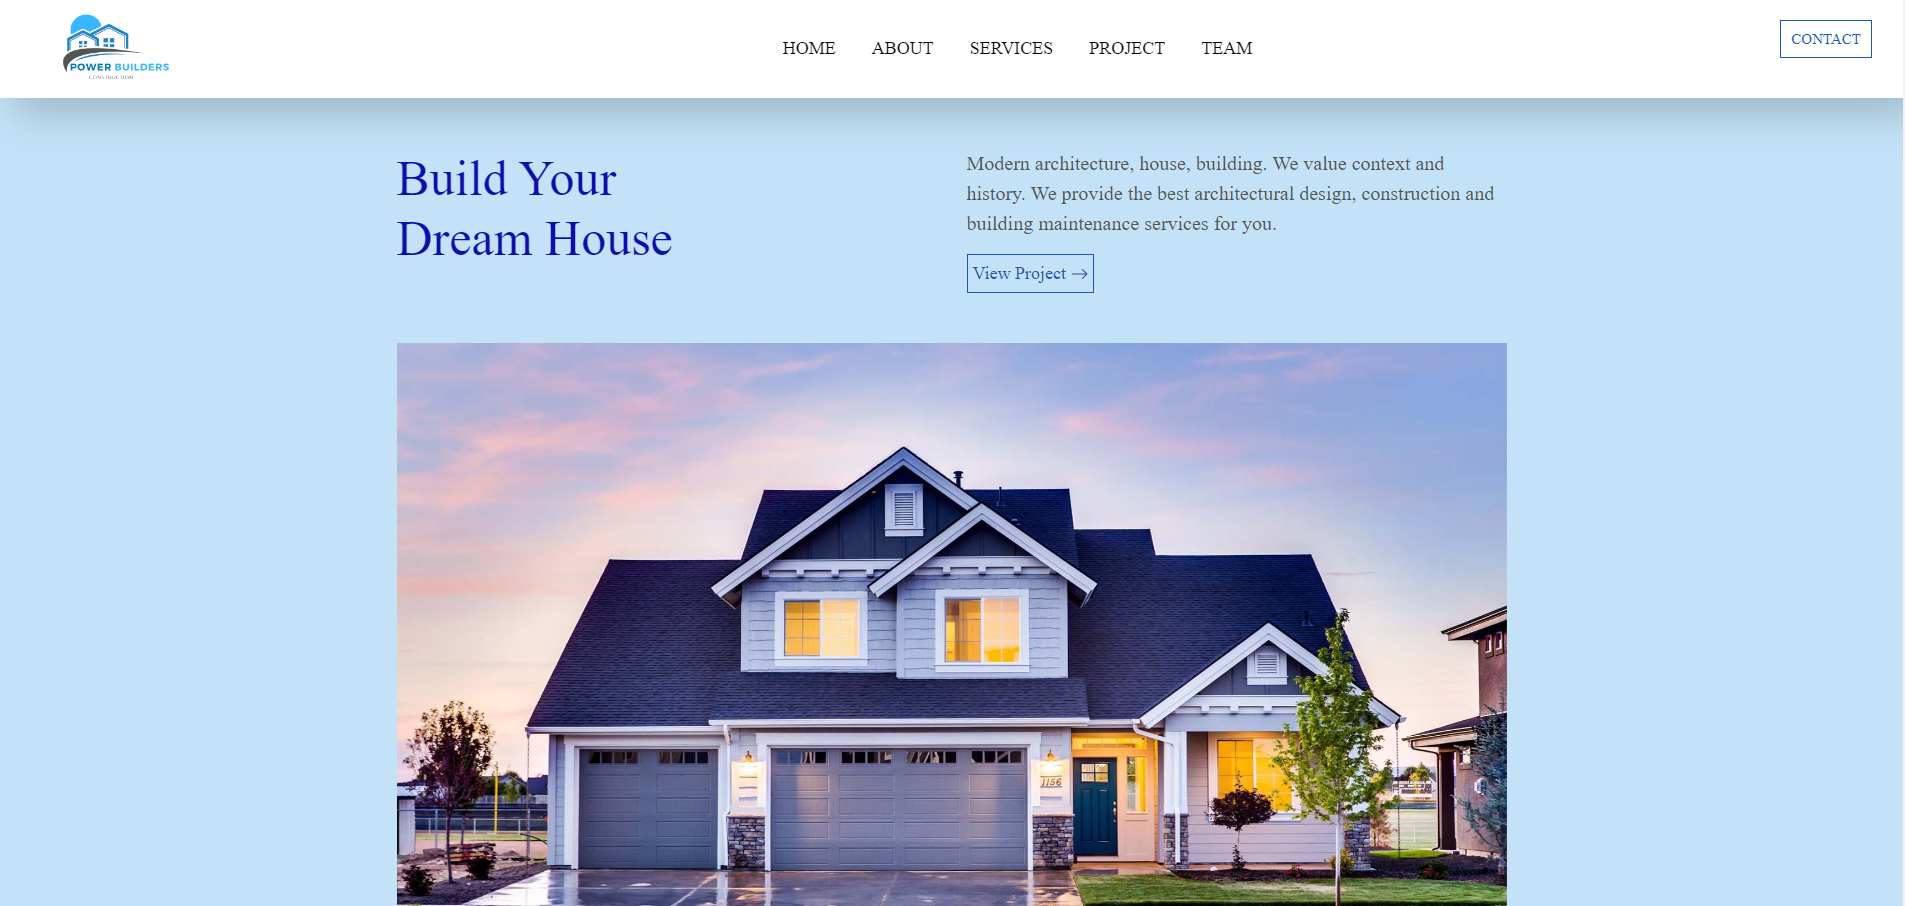 POWER BUILDERS
CONSTRUCTION
HOME ABOUT SERVICES PROJECT TEAM
CONTACT
Build Your
Dream House
Modern architecture, house, building. We value context and
history. We provide the best architectural design, construction and
building maintenance services for you.
View Project →
1156